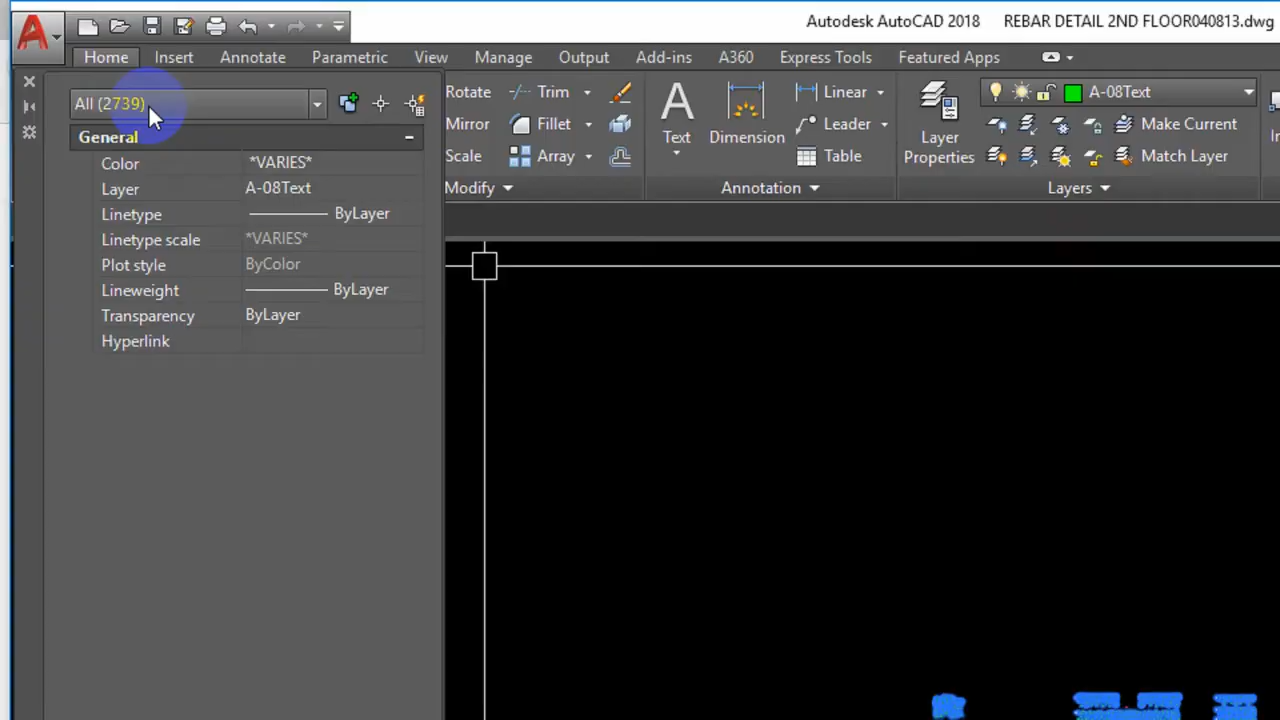 Autodesk AutoCAD 2018 REBAR DETAIL 2ND FLOOR040813.dwg
Home Insert Annotate Parametric View Manage Output Add-ins A360 Express Tools Featured Apps
All (2739)
General
Color *VARIES*
Layer A-08Text
Linetype ByLayer
Linetype scale *VARIES*
Plot style ByColor
Lineweight ByLayer
Transparency ByLayer
Hyperlink
Rotate Trim
Mirror Fillet
Scale Array
Modify
Text
Dimension
Linear
Leader
Table
Annotation
Layer
Properties
A-08Text
Make Current
Match Layer
Layers